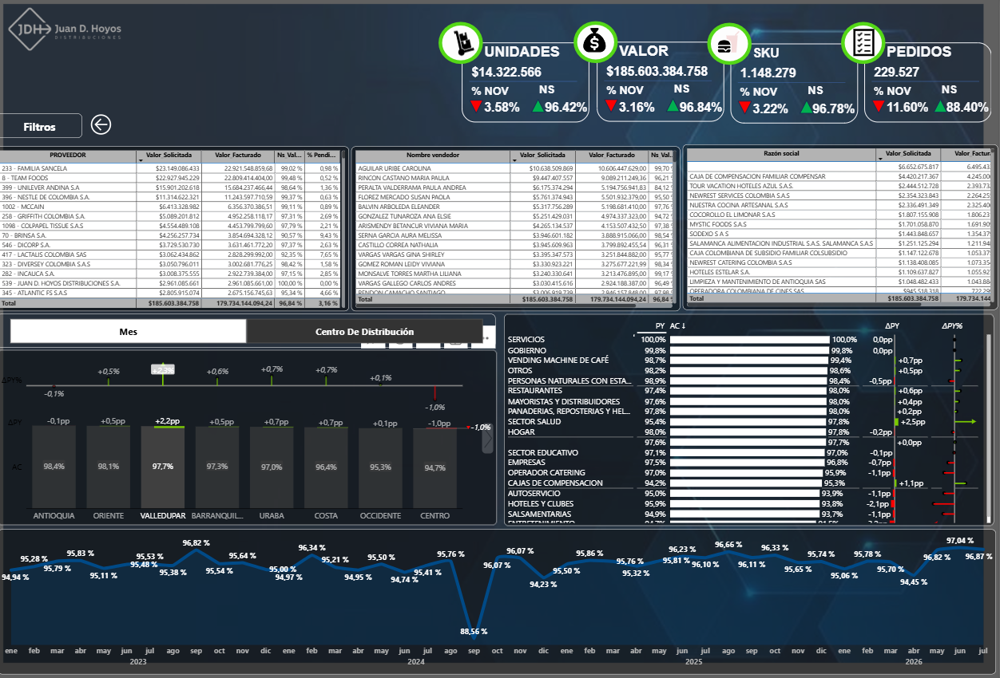 JDH Juan D. Hoyos
DISTRIBUCIONES
UNIDADES
$14.322.566
% NOV NS
3.58% 96.42%
VALOR
$185.603.384.758
% NOV NS
3.16% 96.84%
SKU
1.148.279
% NOV NS
3.22% 96.78%
PEDIDOS
229.527
% NOV NS
11.60% 88.40%
Filtros
PROVEEDOR Valor_Solicitada Valor_Facturado Ns Val... % Pendi...
233 - FAMILIA SANCELA $23.149.086.433 22.921.548.859,68 99,02 % 0,98 %
8 - TEAM FOODS $22.927.945.229 22.809.414.404,00 99,48 % 0,52 %
399 - UNILEVER ANDINA S.A $15.901.202.618 15.684.237.466,44 98,64 % 1,36 %
396 - NESTLE DE COLOMBIA S.A. $11.314.622.321 11.243.597.710,59 99,37 % 0,63 %
1002 - MCCAIN $6.413.328.982 6.356.370.386,51 99,11 % 0,89 %
258 - GRIFFITH COLOMBIA S.A. $5.089.201.812 4.952.258.118,17 97,31 % 2,69 %
1098 - COLPAPEL TISSUE S.A.S $4.554.489.108 4.453.799.799,60 97,79 % 2,21 %
70 - BRINSA S.A. $4.256.257.734 3.854.694.328,12 90,57 % 9,43 %
546 - DICORP S.A. $3.729.530.730 3.631.461.772,20 97,37 % 2,63 %
417 - LACTALIS COLOMBIA SAS $3.062.434.862 2.828.299.992,00 92,35 % 7,65 %
323 - DIVERSEY COLOMBIA S.A.S $3.050.796.011 3.002.681.776,25 98,42 % 1,58 %
282 - INCAUCA S.A. $3.008.375.555 2.922.739.384,00 97,15 % 2,85 %
539 - JUAN D. HOYOS DISTRIBUCIONES S.A. $2.961.085.661 2.961.085.661,00 100,00 % 0,00 %
345 - ATLANTIC FS S.A.S $2.805.915.074 2.675.156.745,63 95,34 % 4,66 %
Total $185.603.384.758 179.734.144.094,24 96,84 % 3,16 %
Nombre vendedor Valor_Solicitada Valor_Facturado Ns_Val...
AGUILAR URIBE CAROLINA $10.638.509.869 10.606.447.629,00 99,70
RINCON CASTANO MARIA PAULA $9.447.407.557 9.089.211.249,36 96,21
PERALTA VALDERRAMA PAULA ANDREA $6.175.374.294 5.194.756.941,83 84,12
FLOREZ MERCADO SUSAN PAOLA $5.761.374.943 5.501.932.379,00 95,50
BALVIN ARBOLEDA ELEANDER $5.317.756.289 5.198.681.410,00 97,76
GONZALEZ TUNAROZA ANA ELSIE $5.251.429.031 4.974.337.323,00 94,72
ARISMENDY BETANCUR VIVIANA MARIA $4.265.134.537 4.153.507.432,50 97,38
SERNA GARCIA AURA MELISSA $3.946.601.182 3.888.915.066,00 98,54
CASTILLO CORREA NATHALIA $3.945.609.963 3.799.892.455,54 96,31
VARGAS VARGAS GINA SHIRLEY $3.395.347.573 3.251.844.882,00 95,77
GOMEZ ROMAN LEIDY VIVIANA $3.330.923.221 3.275.677.221,99 98,34
MONSALVE TORRES MARTHA LILIANA $3.240.330.641 3.213.476.895,00 99,17
VARGAS GALLEGO CARLOS ANDRES $3.030.415.616 2.924.188.387,00 96,49
RENDON CAMACHO SANTIAGO $3.006.919.739 2.946.157.848,00 97,98
Total $185.603.384.758 179.734.144.094,24 96,84 %
Razón social Valor_Solicitada Valor_Factur
$6.652.675.817 6.495.43
CAJA DE COMPENSACION FAMILIAR COMPENSAR $4.420.217.367 4.245.00
TOUR VACATION HOTELES AZUL S.A.S. $2.444.512.728 2.393.73
NEWREST SERVICES COLOMBIA S.A.S $2.354.323.843 2.264.25
NUESTRA COCINA ARTESANAL S.A.S $2.336.491.349 2.325.40
COCOROLLO EL LIMONAR S.A.S $1.807.155.908 1.806.23
MYSTIC FOODS S.A.S $1.701.058.870 1.691.90
SODEXO S A S $1.443.848.657 1.354.37
SALAMANCA ALIMENTACION INDUSTRIAL S.A.S. SALAMANCA S.A.S $1.251.125.294 1.211.94
CAJA COLOMBIANA DE SUBSIDIO FAMILIAR COLSUBSIDIO $1.147.122.678 1.053.37
NEWREST CATERING COLOMBIA S.A.S $1.138.408.085 1.073.35
HOTELES ESTELAR S.A. $1.109.637.827 1.055.92
LIMPIEZA Y MANTENIMIENTO DE ANTIOQUIA SAS $1.048.482.433 1.043.88
OPERADORA COLOMBIANA DE CINES SAS $945.518.318 722.29
Total $185.603.384.758 179.734.14
Mes Centro De Distribución
ΔPY% -0,1% +0,5% +2,3% +0,6% +0,7% +0,7% +0,1% -1,0%
ΔPY -0,1pp +0,5pp +2,2pp +0,5pp +0,7pp +0,7pp +0,1pp -1,0pp -1,0%
AC 98,4% 98,1% 97,7% 97,3% 97,0% 96,4% 95,3% 94,7%
ANTIOQUIA ORIENTE VALLEDUPAR BARRANQUIL... URABA COSTA OCCIDENTE CENTRO
PY AC ↓ ΔPY ΔPY%
SERVICIOS 100,0% 100,0% 0,0pp
GOBIERNO 99,8% 99,8% 0,0pp
VENDING MACHINE DE CAFÉ 98,7% 99,4% +0,7pp
OTROS 98,2% 98,6% +0,5pp
PERSONAS NATURALES CON ESTA... 98,9% 98,4% -0,5pp
RESTAURANTES 97,4% 98,0% +0,6pp
MAYORISTAS Y DISTRIBUIDORES 97,6% 98,0% +0,4pp
PANADERIAS, REPOSTERIAS Y HEL... 97,8% 98,0% +0,2pp
SECTOR SALUD 95,4% 97,8% +2,5pp
HOGAR 98,0% 97,8% -0,2pp
97,6% 97,7% +0,0pp
SECTOR EDUCATIVO 97,1% 97,0% -0,1pp
EMPRESAS 97,5% 96,8% -0,7pp
OPERADOR CATERING 97,0% 95,9% -1,1pp
CAJAS DE COMPENSACION 94,2% 95,3% +1,1pp
AUTOSERVICIO 95,0% 93,9% -1,1pp
HOTELES Y CLUBES 95,9% 93,8% -2,1pp
SALSAMENTARIAS 94,9% 93,7% -1,1pp
ENTRETENIMIENTO
94,94 % 95,28 % 95,79 % 95,83 % 95,11 % 95,53 % 95,48 % 95,38 % 96,82 % 95,54 % 95,64 % 95,00 % 94,97 % 96,34 % 95,21 % 94,95 % 95,50 % 94,74 % 95,41 % 95,76 % 88,56 % 96,07 % 96,07 % 94,23 % 95,50 % 95,86 % 95,76 % 95,32 % 95,81 % 96,23 % 96,10 % 96,66 % 96,11 % 96,33 % 95,65 % 95,74 % 95,06 % 95,78 % 95,70 % 94,45 % 96,82 % 97,04 % 96,87 %
ene feb mar abr may jun jul ago sep oct nov dic ene feb mar abr may jun jul ago sep oct nov dic ene feb mar abr may jun jul ago sep oct nov dic ene feb mar abr may jun jul
2023 2024 2025 2026